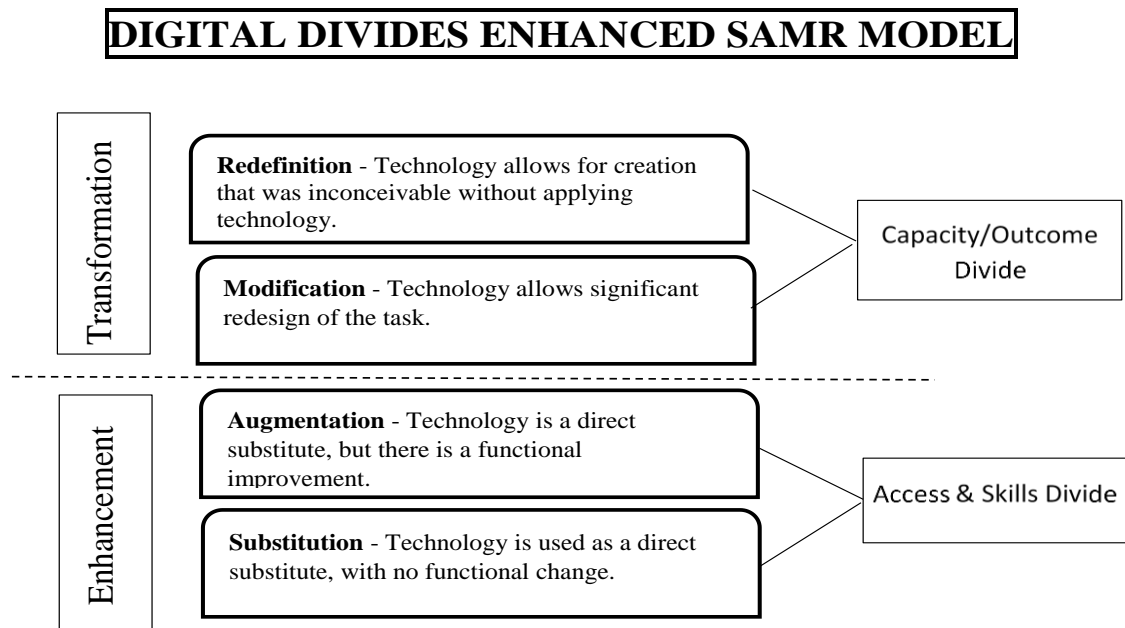 DIGITAL DIVIDES ENHANCED SAMR MODEL
Transformation
Redefinition - Technology allows for creation
that was inconceivable without applying
technology.
Modification - Technology allows significant
redesign of the task.
Capacity/Outcome
Divide
Enhancement
Augmentation - Technology is a direct
substitute, but there is a functional
improvement.
Substitution - Technology is used as a direct
substitute, with no functional change.
Access & Skills Divide